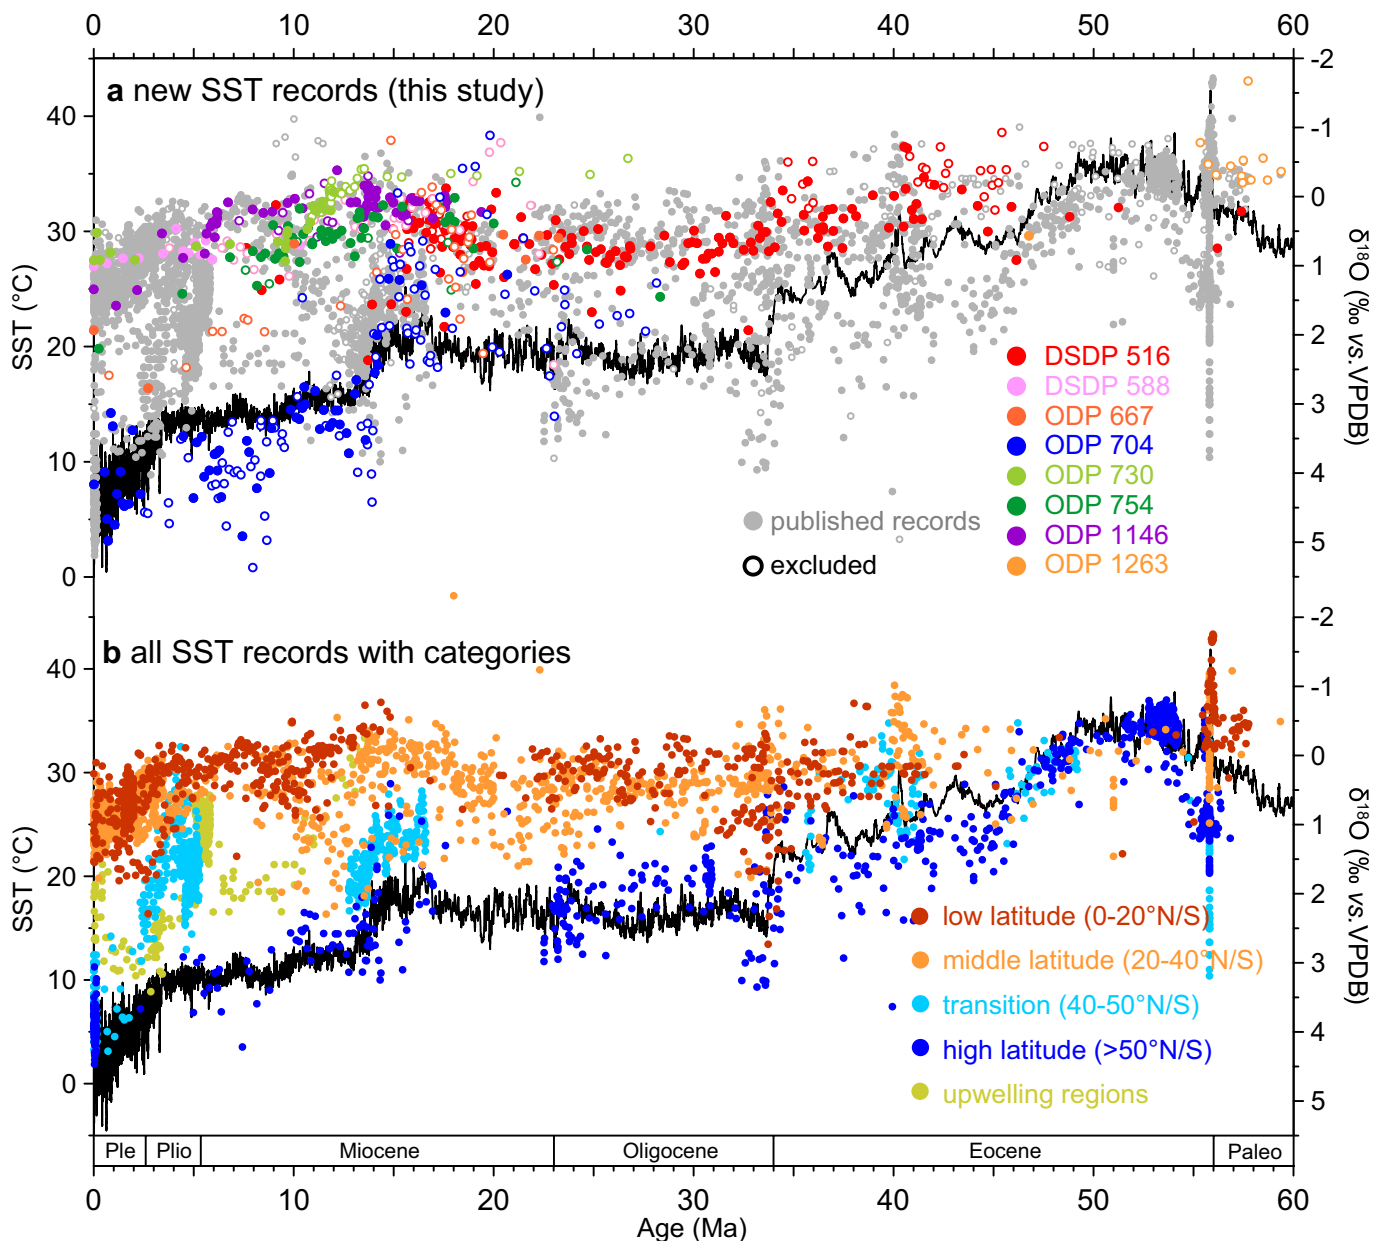 0 10 20 30 40 50 60
a new SST records (this study)
40
30
20
10
0
SST (°C)
-2
-1
0
1
2
3
4
5
δ18O (‰ vs. VPDB)
DSDP 516
DSDP 588
ODP 667
ODP 704
ODP 730
ODP 754
ODP 1146
ODP 1263
published records
excluded
b all SST records with categories
40
30
20
10
0
SST (°C)
-2
-1
0
1
2
3
4
5
δ18O (‰ vs. VPDB)
low latitude (0-20°N/S)
middle latitude (20-40°N/S)
transition (40-50°N/S)
high latitude (>50°N/S)
upwelling regions
Ple Plio Miocene Oligocene Eocene Paleo
0 10 20 30 40 50 60
Age (Ma)